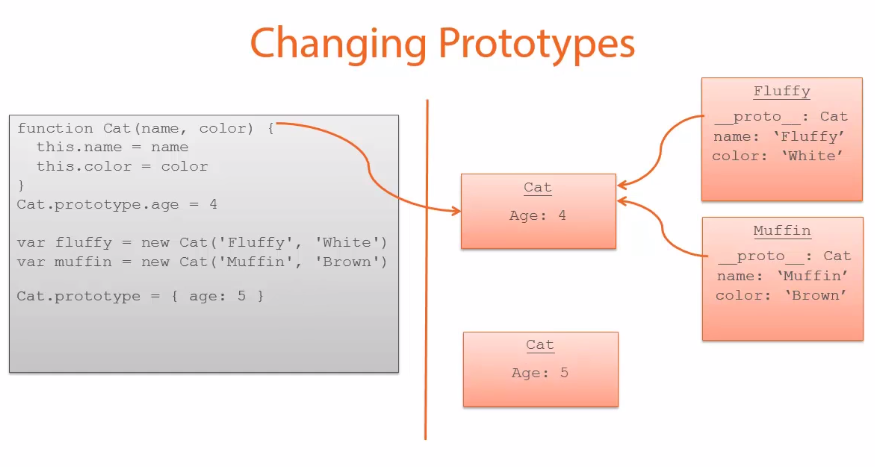 Changing Prototypes
function Cat(name, color) {
this.name = name
this.color = color
}
Cat.prototype.age = 4
var fluffy = new Cat('Fluffy', 'White')
var muffin = new Cat('Muffin', 'Brown')
Cat.prototype = { age: 5 }
Cat
Age: 4
Cat
Age: 5
Fluffy
__proto__: Cat
name: ‘Fluffy’
color: ‘White’
Muffin
__proto__: Cat
name: ‘Muffin’
color: ‘Brown’